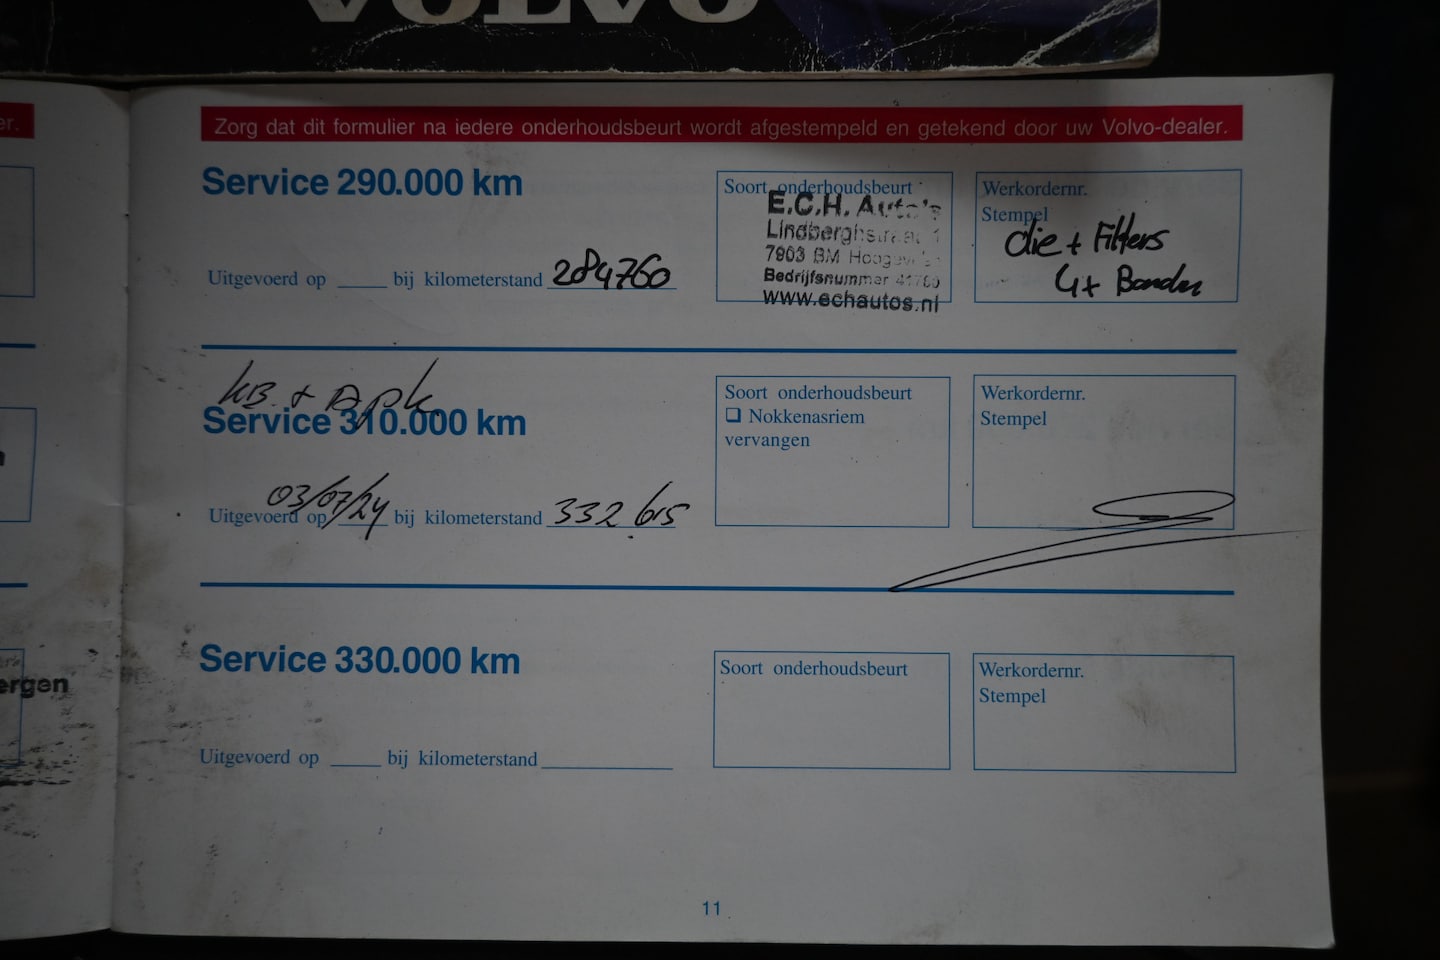 VOLVO
er.
Zorg dat dit formulier na iedere onderhoudsbeurt wordt afgestempeld en getekend door uw Volvo-dealer.
Service 290.000 km
Uitgevoerd op bij kilometerstand 284760
Soort onderhoudsbeurt
E.C.H. Auto's
Lindberghstraat 1
7903 BM Hoogev
Bedrijfsnummer
www.echautos.nl
Werkordernr.
Stempel
olie + Filters
4x Banden
KB + Apk
Service 310.000 km
Uitgevoerd op 03/07/24 bij kilometerstand 332 615
Soort onderhoudsbeurt
❏ Nokkenasriem
vervangen
Werkordernr.
Stempel
Service 330.000 km
Uitgevoerd op bij kilometerstand
Soort onderhoudsbeurt
Werkordernr.
Stempel
ergen
11